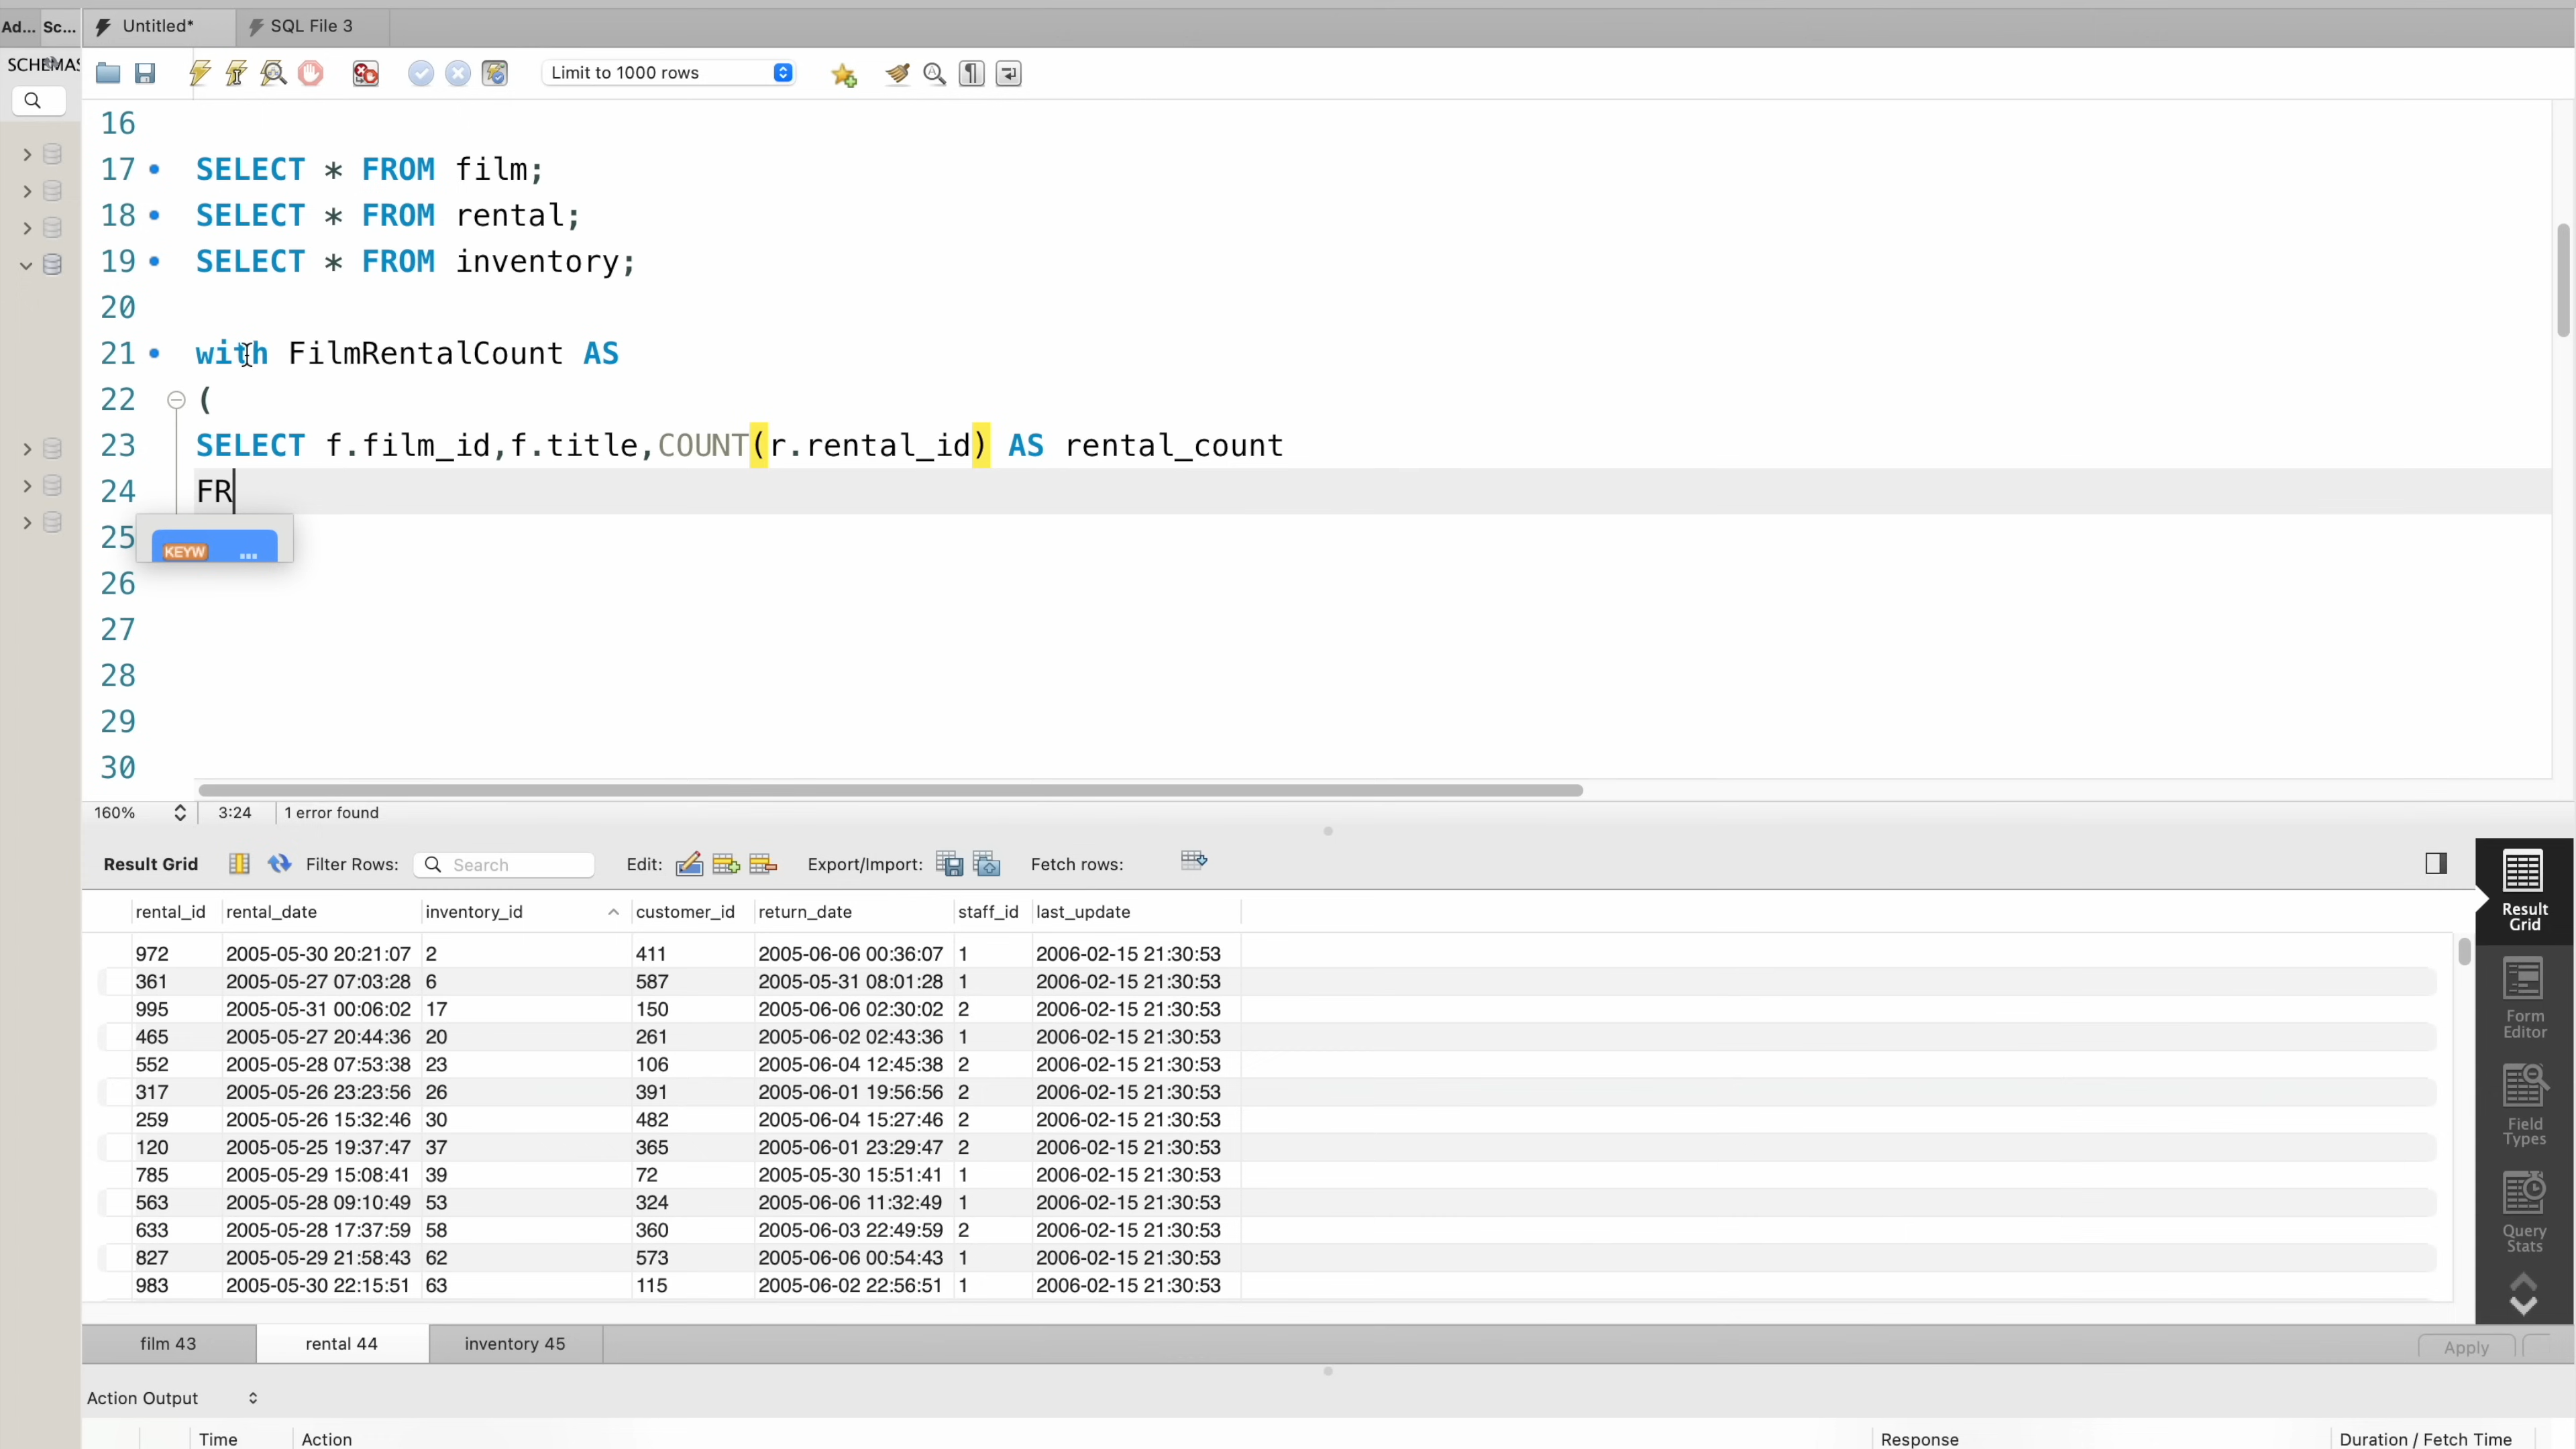 Ad... Sc... Untitled* SQL File 3
SCHEMAS Limit to 1000 rows
16
17 SELECT * FROM film;
18 SELECT * FROM rental;
19 SELECT * FROM inventory;
20
21 with FilmRentalCount AS
22 (
23 SELECT f.film_id,f.title,COUNT(r.rental_id) AS rental_count
24 FR
25 KEYW ...
26
27
28
29
30
160% 3:24 1 error found
Result Grid Filter Rows: Search Edit: Export/Import: Fetch rows:
rental_id rental_date inventory_id customer_id return_date staff_id last_update
972 2005-05-30 20:21:07 2 411 2005-06-06 00:36:07 1 2006-02-15 21:30:53
361 2005-05-27 07:03:28 6 587 2005-05-31 08:01:28 1 2006-02-15 21:30:53
995 2005-05-31 00:06:02 17 150 2005-06-06 02:30:02 2 2006-02-15 21:30:53
465 2005-05-27 20:44:36 20 261 2005-06-02 02:43:36 1 2006-02-15 21:30:53
552 2005-05-28 07:53:38 23 106 2005-06-04 12:45:38 2 2006-02-15 21:30:53
317 2005-05-26 23:23:56 26 391 2005-06-01 19:56:56 2 2006-02-15 21:30:53
259 2005-05-26 15:32:46 30 482 2005-06-04 15:27:46 2 2006-02-15 21:30:53
120 2005-05-25 19:37:47 37 365 2005-06-01 23:29:47 2 2006-02-15 21:30:53
785 2005-05-29 15:08:41 39 72 2005-05-30 15:51:41 1 2006-02-15 21:30:53
563 2005-05-28 09:10:49 53 324 2005-06-06 11:32:49 1 2006-02-15 21:30:53
633 2005-05-28 17:37:59 58 360 2005-06-03 22:49:59 2 2006-02-15 21:30:53
827 2005-05-29 21:58:43 62 573 2005-06-06 00:54:43 1 2006-02-15 21:30:53
983 2005-05-30 22:15:51 63 115 2005-06-02 22:56:51 1 2006-02-15 21:30:53
Result
Grid
Form
Editor
Field
Types
Query
Stats
film 43 rental 44 inventory 45 Apply
Action Output
Time Action Response Duration / Fetch Time